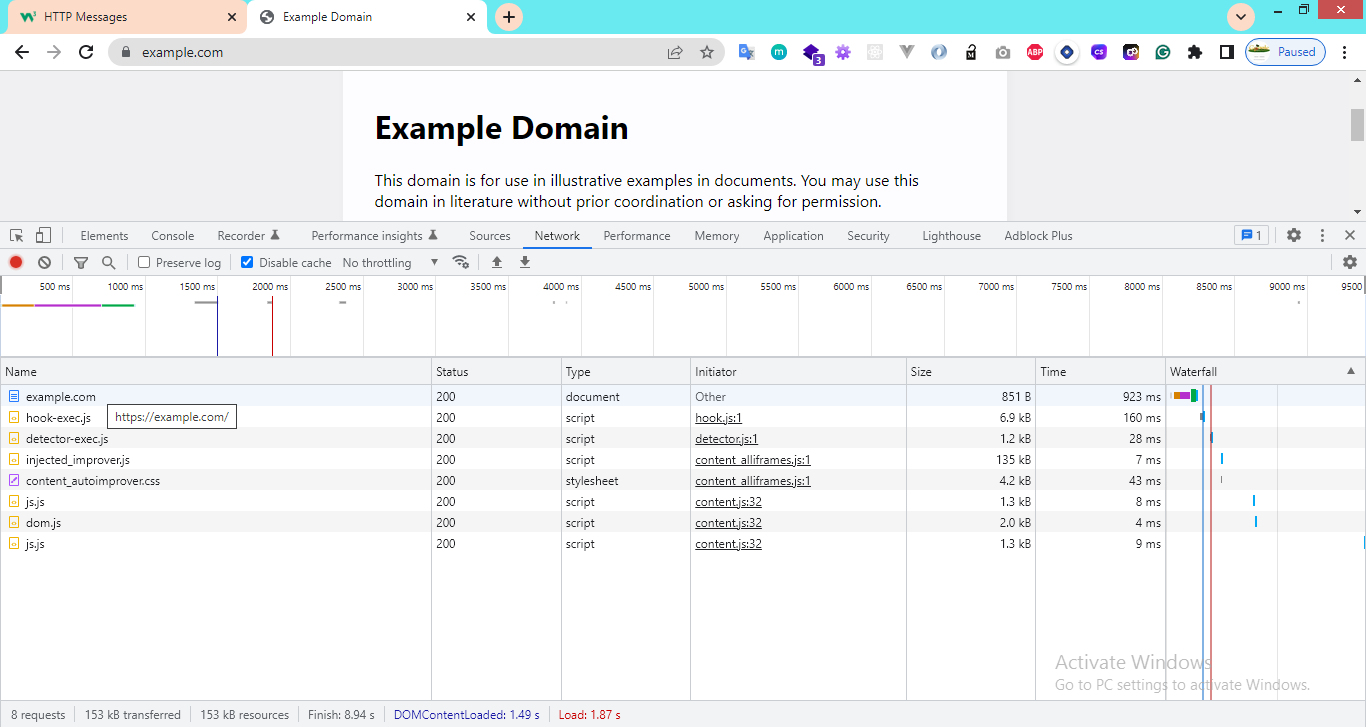 HTTP Messages
Example Domain
example.com
3
ABP
CS
Paused
Example Domain
This domain is for use in illustrative examples in documents. You may use this
domain in literature without prior coordination or asking for permission.
Elements Console Recorder Performance insights Sources Network Performance Memory Application Security Lighthouse Adblock Plus 1
Preserve log Disable cache No throttling
500 ms 1000 ms 1500 ms 2000 ms 2500 ms 3000 ms 3500 ms 4000 ms 4500 ms 5000 ms 5500 ms 6000 ms 6500 ms 7000 ms 7500 ms 8000 ms 8500 ms 9000 ms 9500
Name Status Type Initiator Size Time Waterfall
example.com 200 document Other 851 B 923 ms
hook-exec.js 200 script hook.js:1 6.9 kB 160 ms
https://example.com/
detector-exec.js 200 script detector.js:1 1.2 kB 28 ms
injected_improver.js 200 script content_alliframes.js:1 135 kB 7 ms
content_autoimprover.css 200 stylesheet content_alliframes.js:1 4.2 kB 43 ms
js.js 200 script content.js:32 1.3 kB 8 ms
dom.js 200 script content.js:32 2.0 kB 4 ms
js.js 200 script content.js:32 1.3 kB 9 ms
Activate Windows
Go to PC settings to activate Windows.
8 requests 153 kB transferred 153 kB resources Finish: 8.94 s DOMContentLoaded: 1.49 s Load: 1.87 s